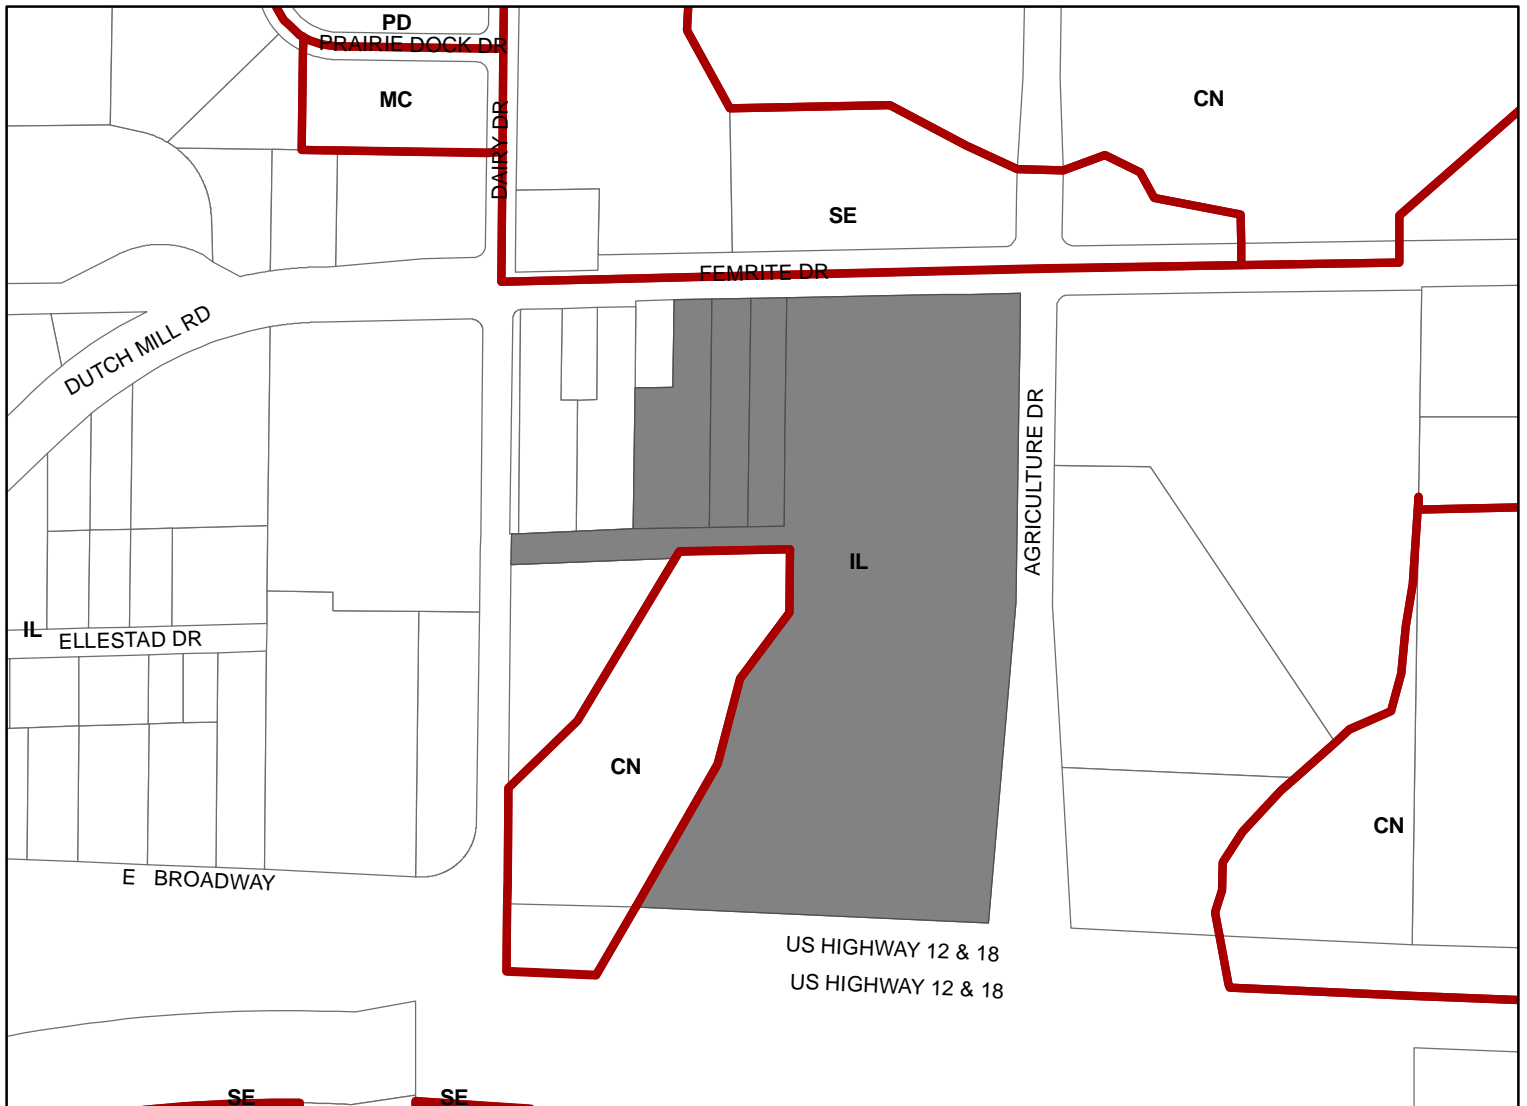 PD
PRAIRIE DOCK DR
MC
CN
DAIRY DR
SE
FEMRITE DR
DUTCH MILL RD
AGRICULTURE DR
IL
IL
ELLESTAD DR
CN
CN
E BROADWAY
US HIGHWAY 12 & 18
US HIGHWAY 12 & 18
SE
SE